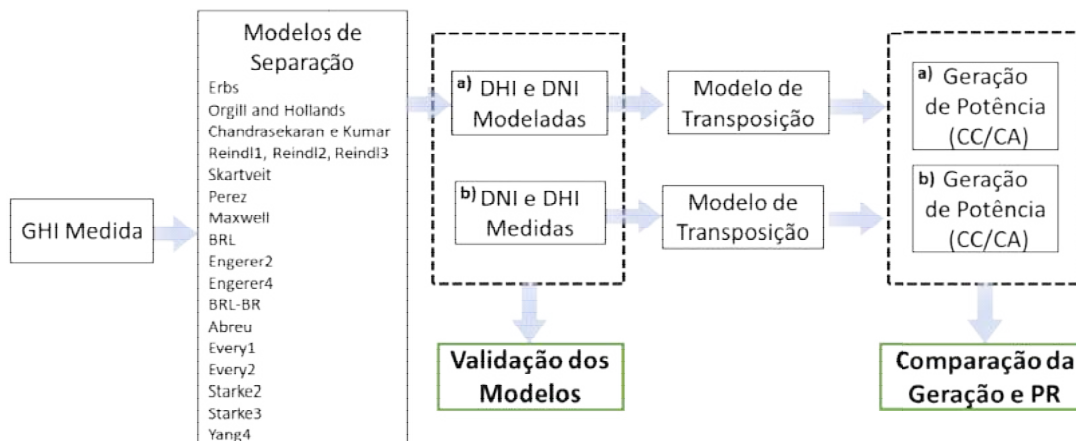 GHI Medida
Modelos de
Separação
Erbs
Orgill and Hollands
Chandrasekaran e Kumar
Reindl1, Reindl2, Reindl3
Skartveit
Perez
Maxwell
BRL
Engerer2
Engerer4
BRL-BR
Abreu
Every1
Every2
Starke2
Starke3
Yang4
a) DHI e DNI
Modeladas
b) DNI e DHI
Medidas
Validação dos
Modelos
Modelo de
Transposição
Modelo de
Transposição
a) Geração
de Potência
(CC/CA)
b) Geração
de Potência
(CC/CA)
Comparação da
Geração e PR